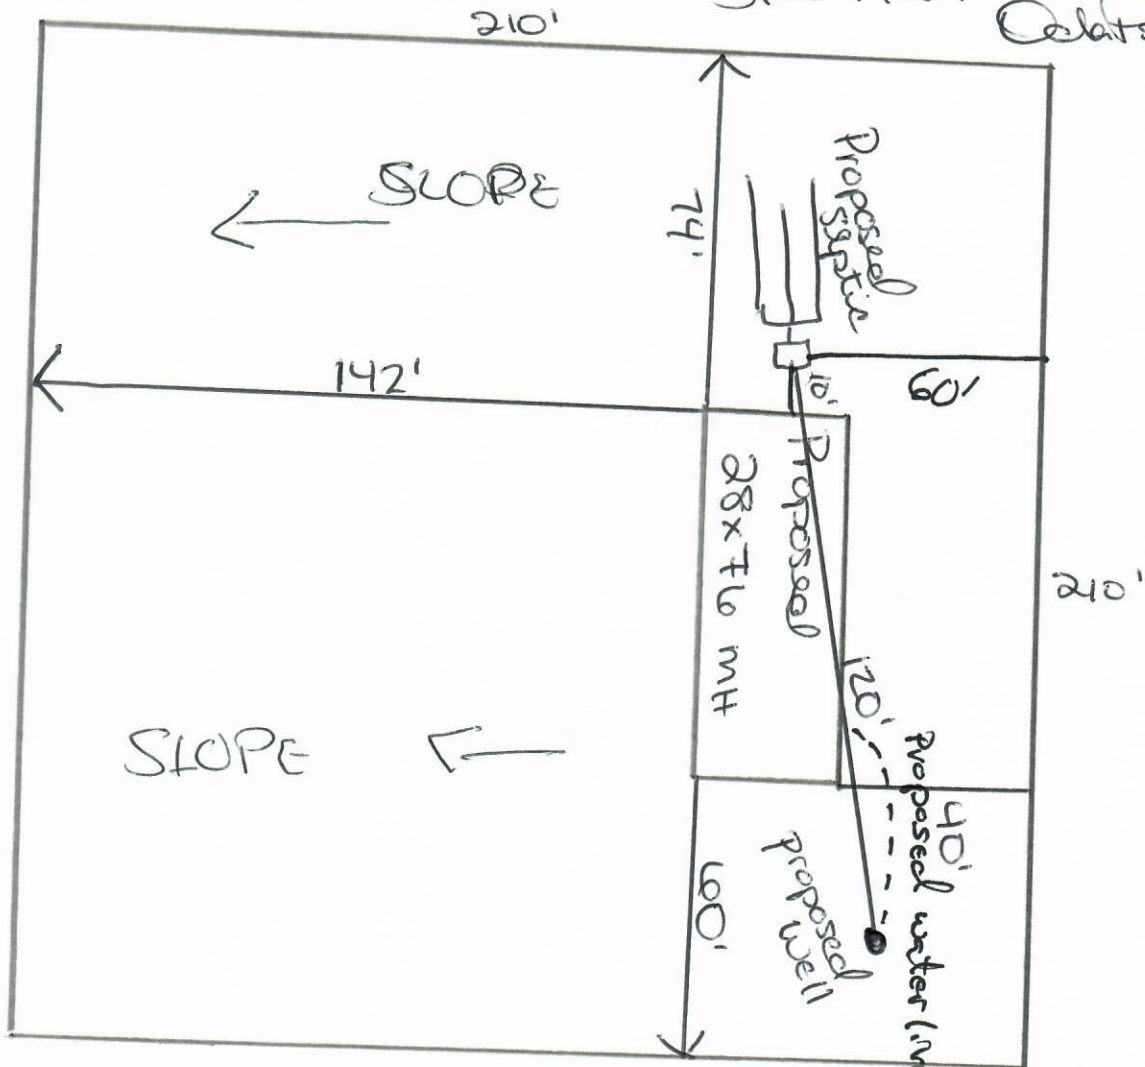 210'
SLOPE
74'
Proposed
septic
142'
10'
60'
Proposed
28x76 MH
210'
120'
SLOPE
40'
Proposed water
60'
proposed
well